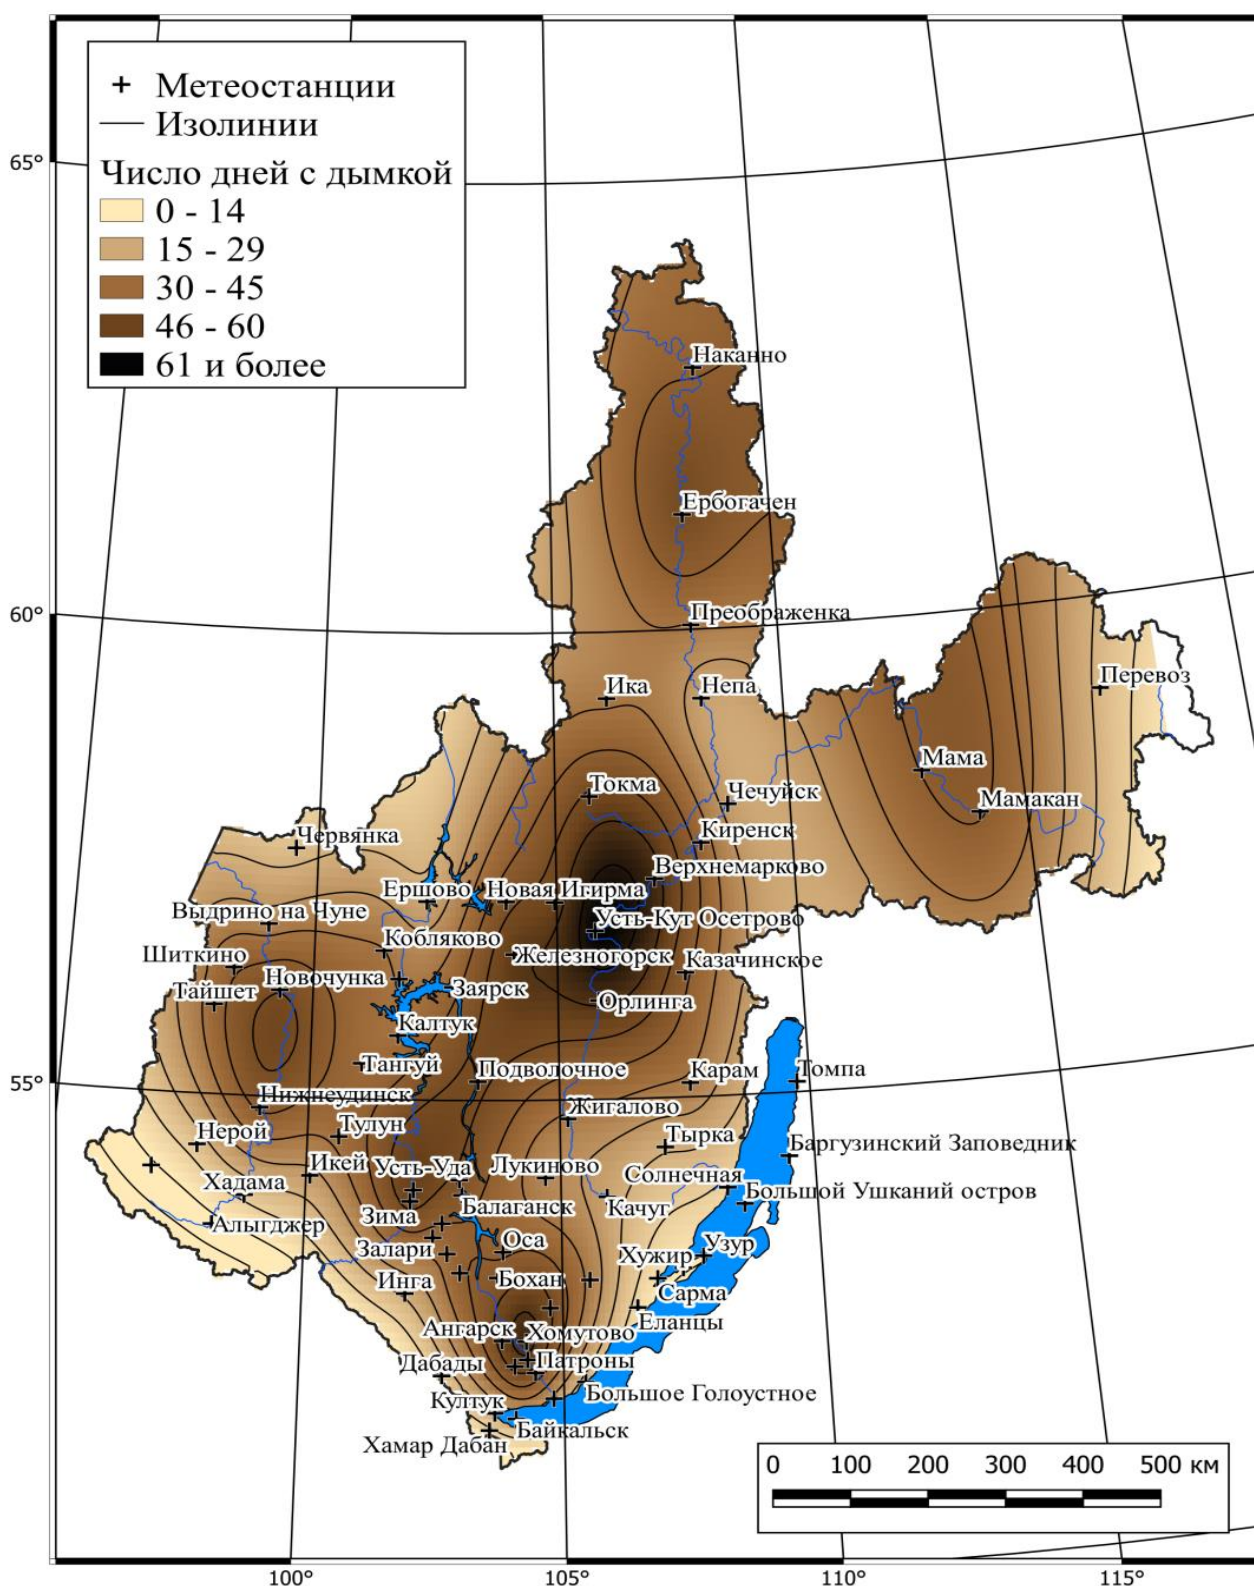 Метеостанции
Изолинии
Число дней с дымкой
0 - 14
15 - 29
30 - 45
46 - 60
61 и более
65°
60°
55°
Наканно
Ербогачен
Преображенка
Ика
Непа
Перевоз
Мама
Мамакан
Токма
Чечуйск
Киренск
Червянка
Верхнемарково
Ершово
Новая Игирма
Выдрино на Чуне
Усть-Кут Осетрово
Кобляково
Шиткино
Железногорск
Казачинское
Новочунка
Тайшет
Заярск
Орлинга
Калтук
Тангуй
Подволочное
Карам
Томпа
Нижнеудинск
Жигалово
Тулун
Нерой
Тырка
Баргузинский Заповедник
Икей
Усть-Уда
Лукиново
Солнечная
Хадама
Большой Ушканий остров
Балаганск
Качуг
Зима
Алыгджер
Оса
Узур
Залари
Хужир
Инга
Бохан
Сарма
Еланцы
Ангарск
Хомутово
Дабады
Патроны
Большое Голоустное
Култук
Байкальск
Хамар Дабан
0 100 200 300 400 500 км
100° 105° 110° 115°